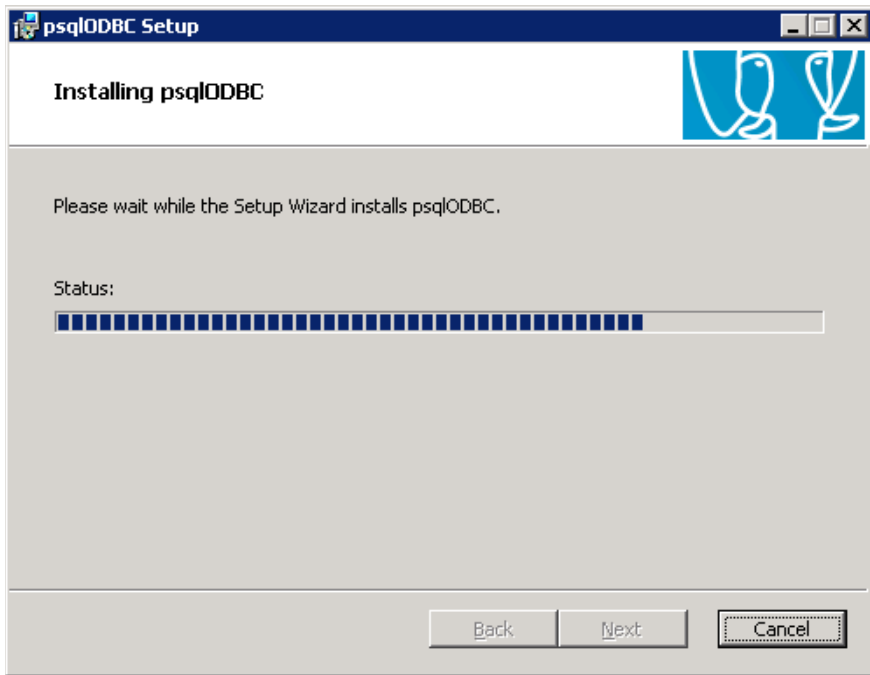 psqlODBC Setup
Installing psqlODBC
Please wait while the Setup Wizard installs psqlODBC.
Status:
Back
Next
Cancel